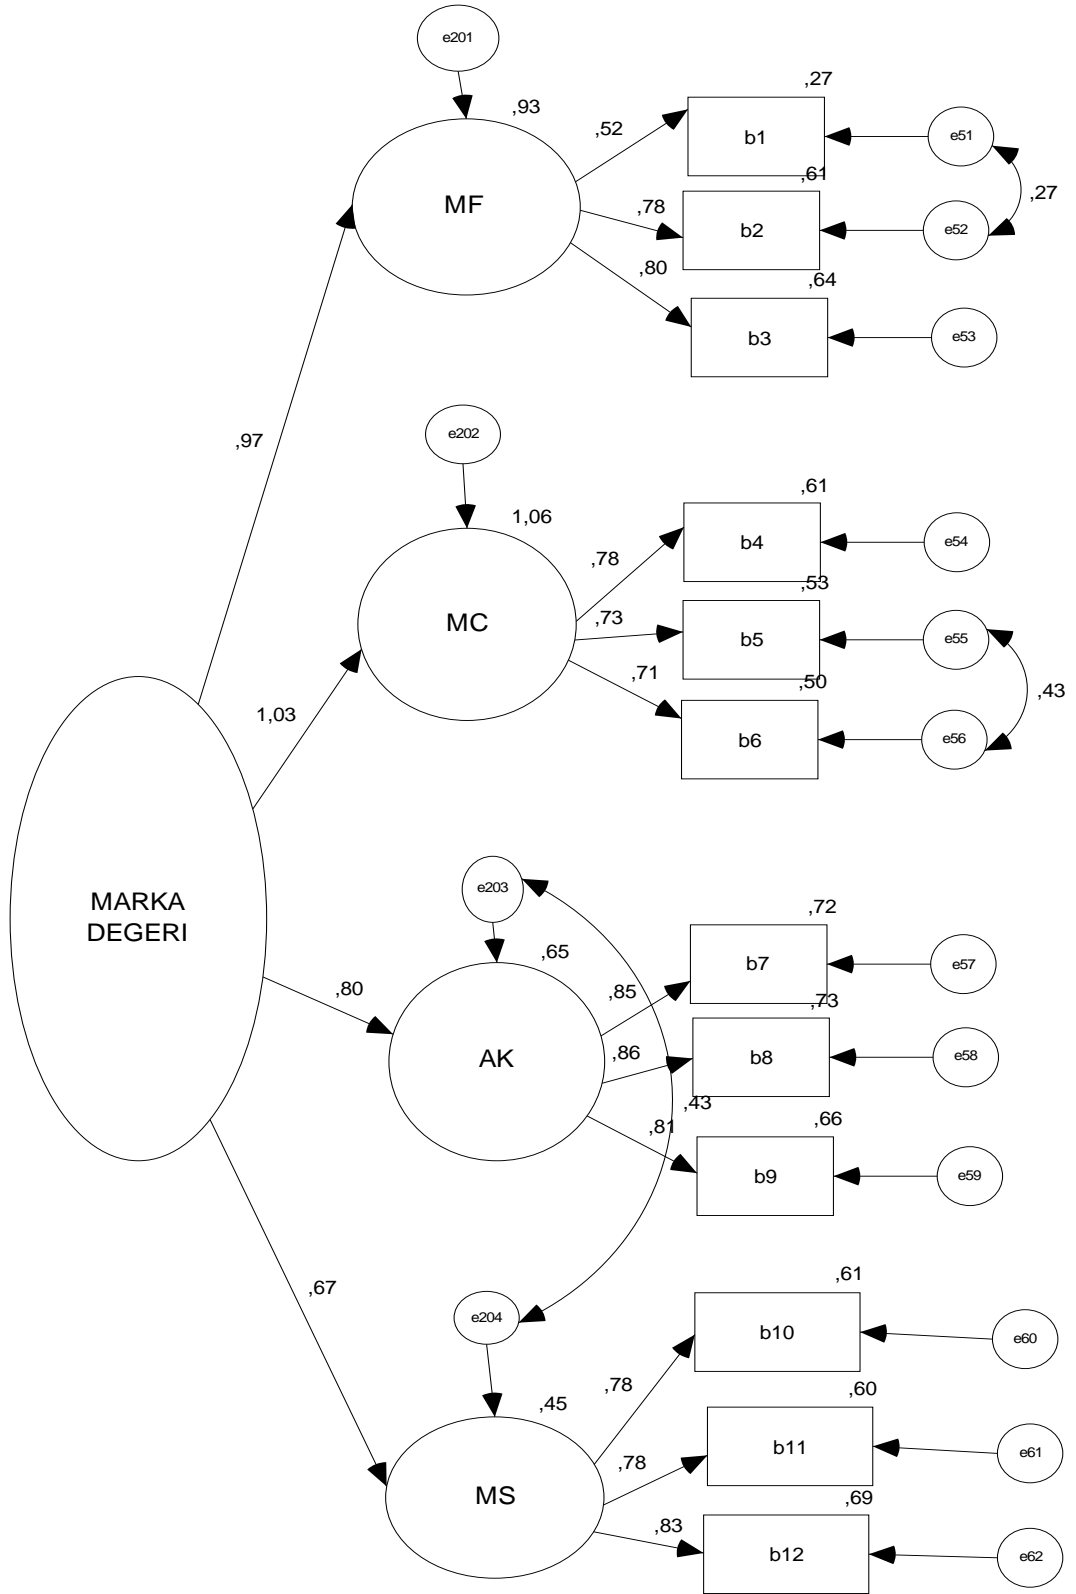 e201
,93
MF
,52
,78
,80
,27
b1
,61
b2
,64
b3
e51
e52
,27
e53
,97
e202
1,06
MC
,78
,73
,71
,61
b4
,53
b5
,50
b6
e54
e55
e56
,43
1,03
MARKA
DEGERI
e203
,65
AK
,80
,85
,86
,81
,43
,72
b7
,73
b8
,66
b9
e57
e58
e59
,67
e204
,45
MS
,78
,78
,83
,61
b10
,60
b11
,69
b12
e60
e61
e62